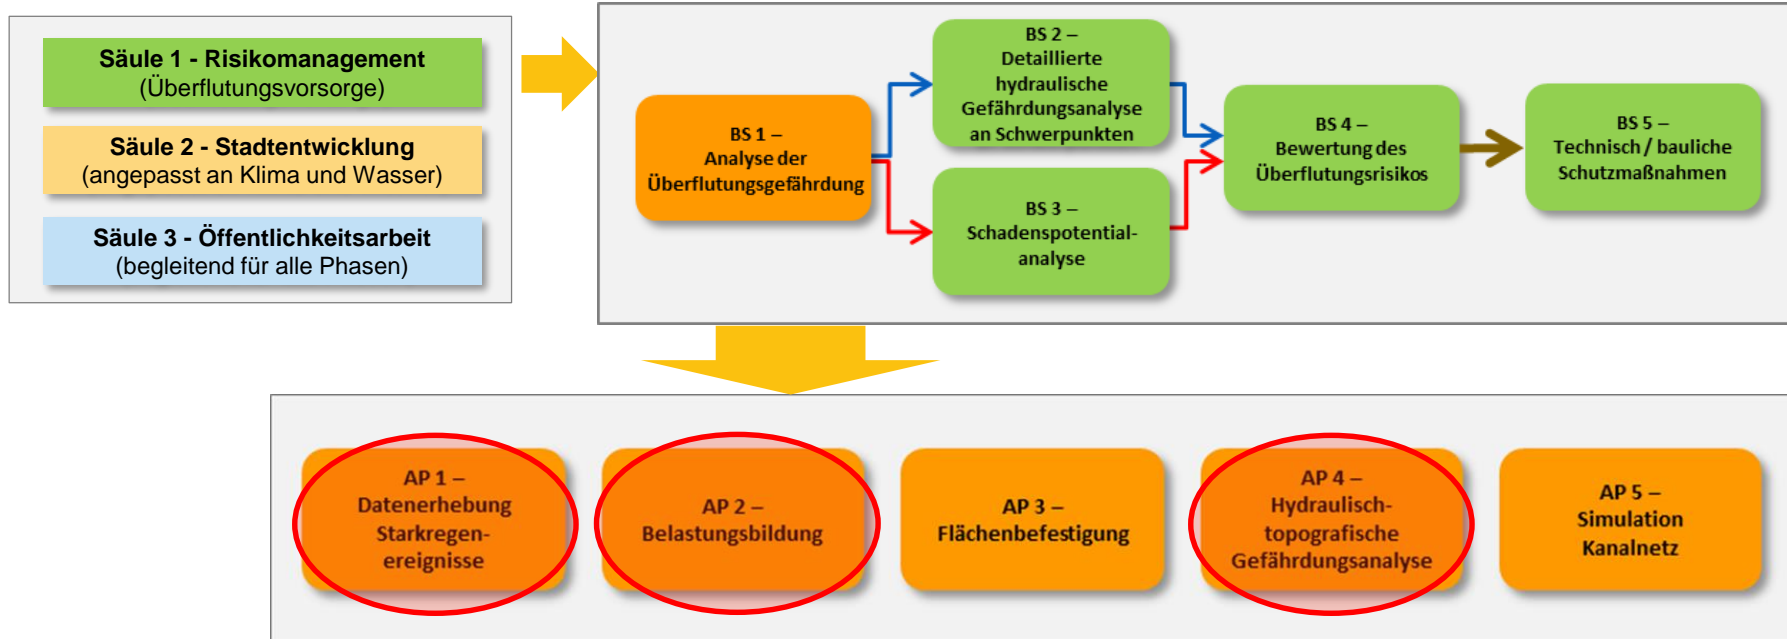 Säule 1 - Risikomanagement
(Überflutungsvorsorge)
Säule 2 - Stadtentwicklung
(angepasst an Klima und Wasser)
Säule 3 - Öffentlichkeitsarbeit
(begleitend für alle Phasen)
BS 1 –
Analyse der
Überflutungsgefährdung
BS 2 –
Detaillierte
hydraulische
Gefährdungsanalyse
an Schwerpunkten
BS 3 –
Schadenspotential-
analyse
BS 4 –
Bewertung des
Überflutungsrisikos
BS 5 –
Technisch / bauliche
Schutzmaßnahmen
AP 1 –
Datenerhebung
Starkregen-
ereignisse
AP 2 –
Belastungsbildung
AP 3 –
Flächenbefestigung
AP 4 –
Hydraulisch-
topografische
Gefährdungsanalyse
AP 5 –
Simulation
Kanalnetz